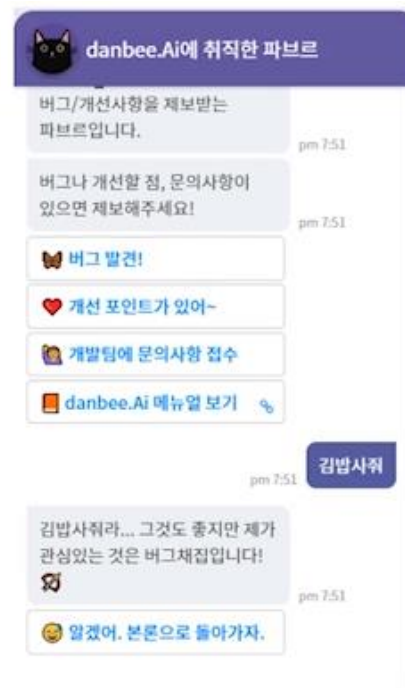 danbee.Ai에 취직한 파브르
버그/개선사항을 제보받는
파브르입니다.
pm 7:51
버그나 개선할 점, 문의사항이
있으면 제보해주세요!
pm 7:51
버그 발견!
개선 포인트가 있어~
개발팀에 문의사항 접수
danbee.Ai 메뉴얼 보기
김밥사줘
pm 7:51
김밥사줘라... 그것도 좋지만 제가
관심있는 것은 버그채집입니다!
pm 7:51
알겠어. 본론으로 돌아가자.